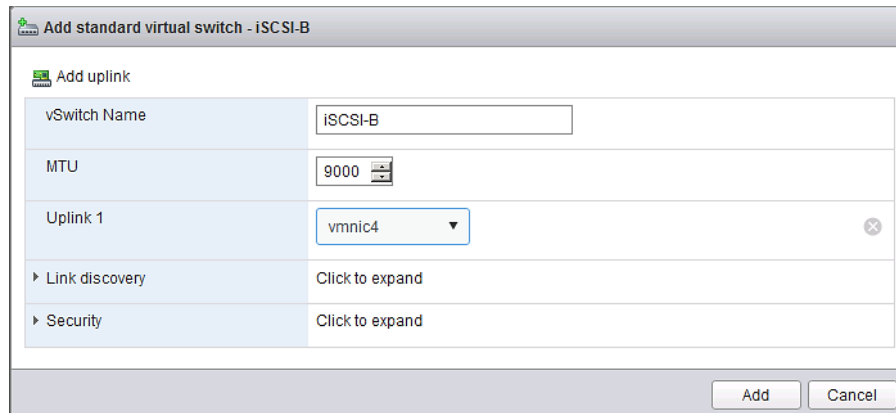 Add standard virtual switch - iSCSI-B
Add uplink
vSwitch Name iSCSI-B
MTU 9000
Uplink 1 vmnic4
Link discovery Click to expand
Security Click to expand
Add Cancel